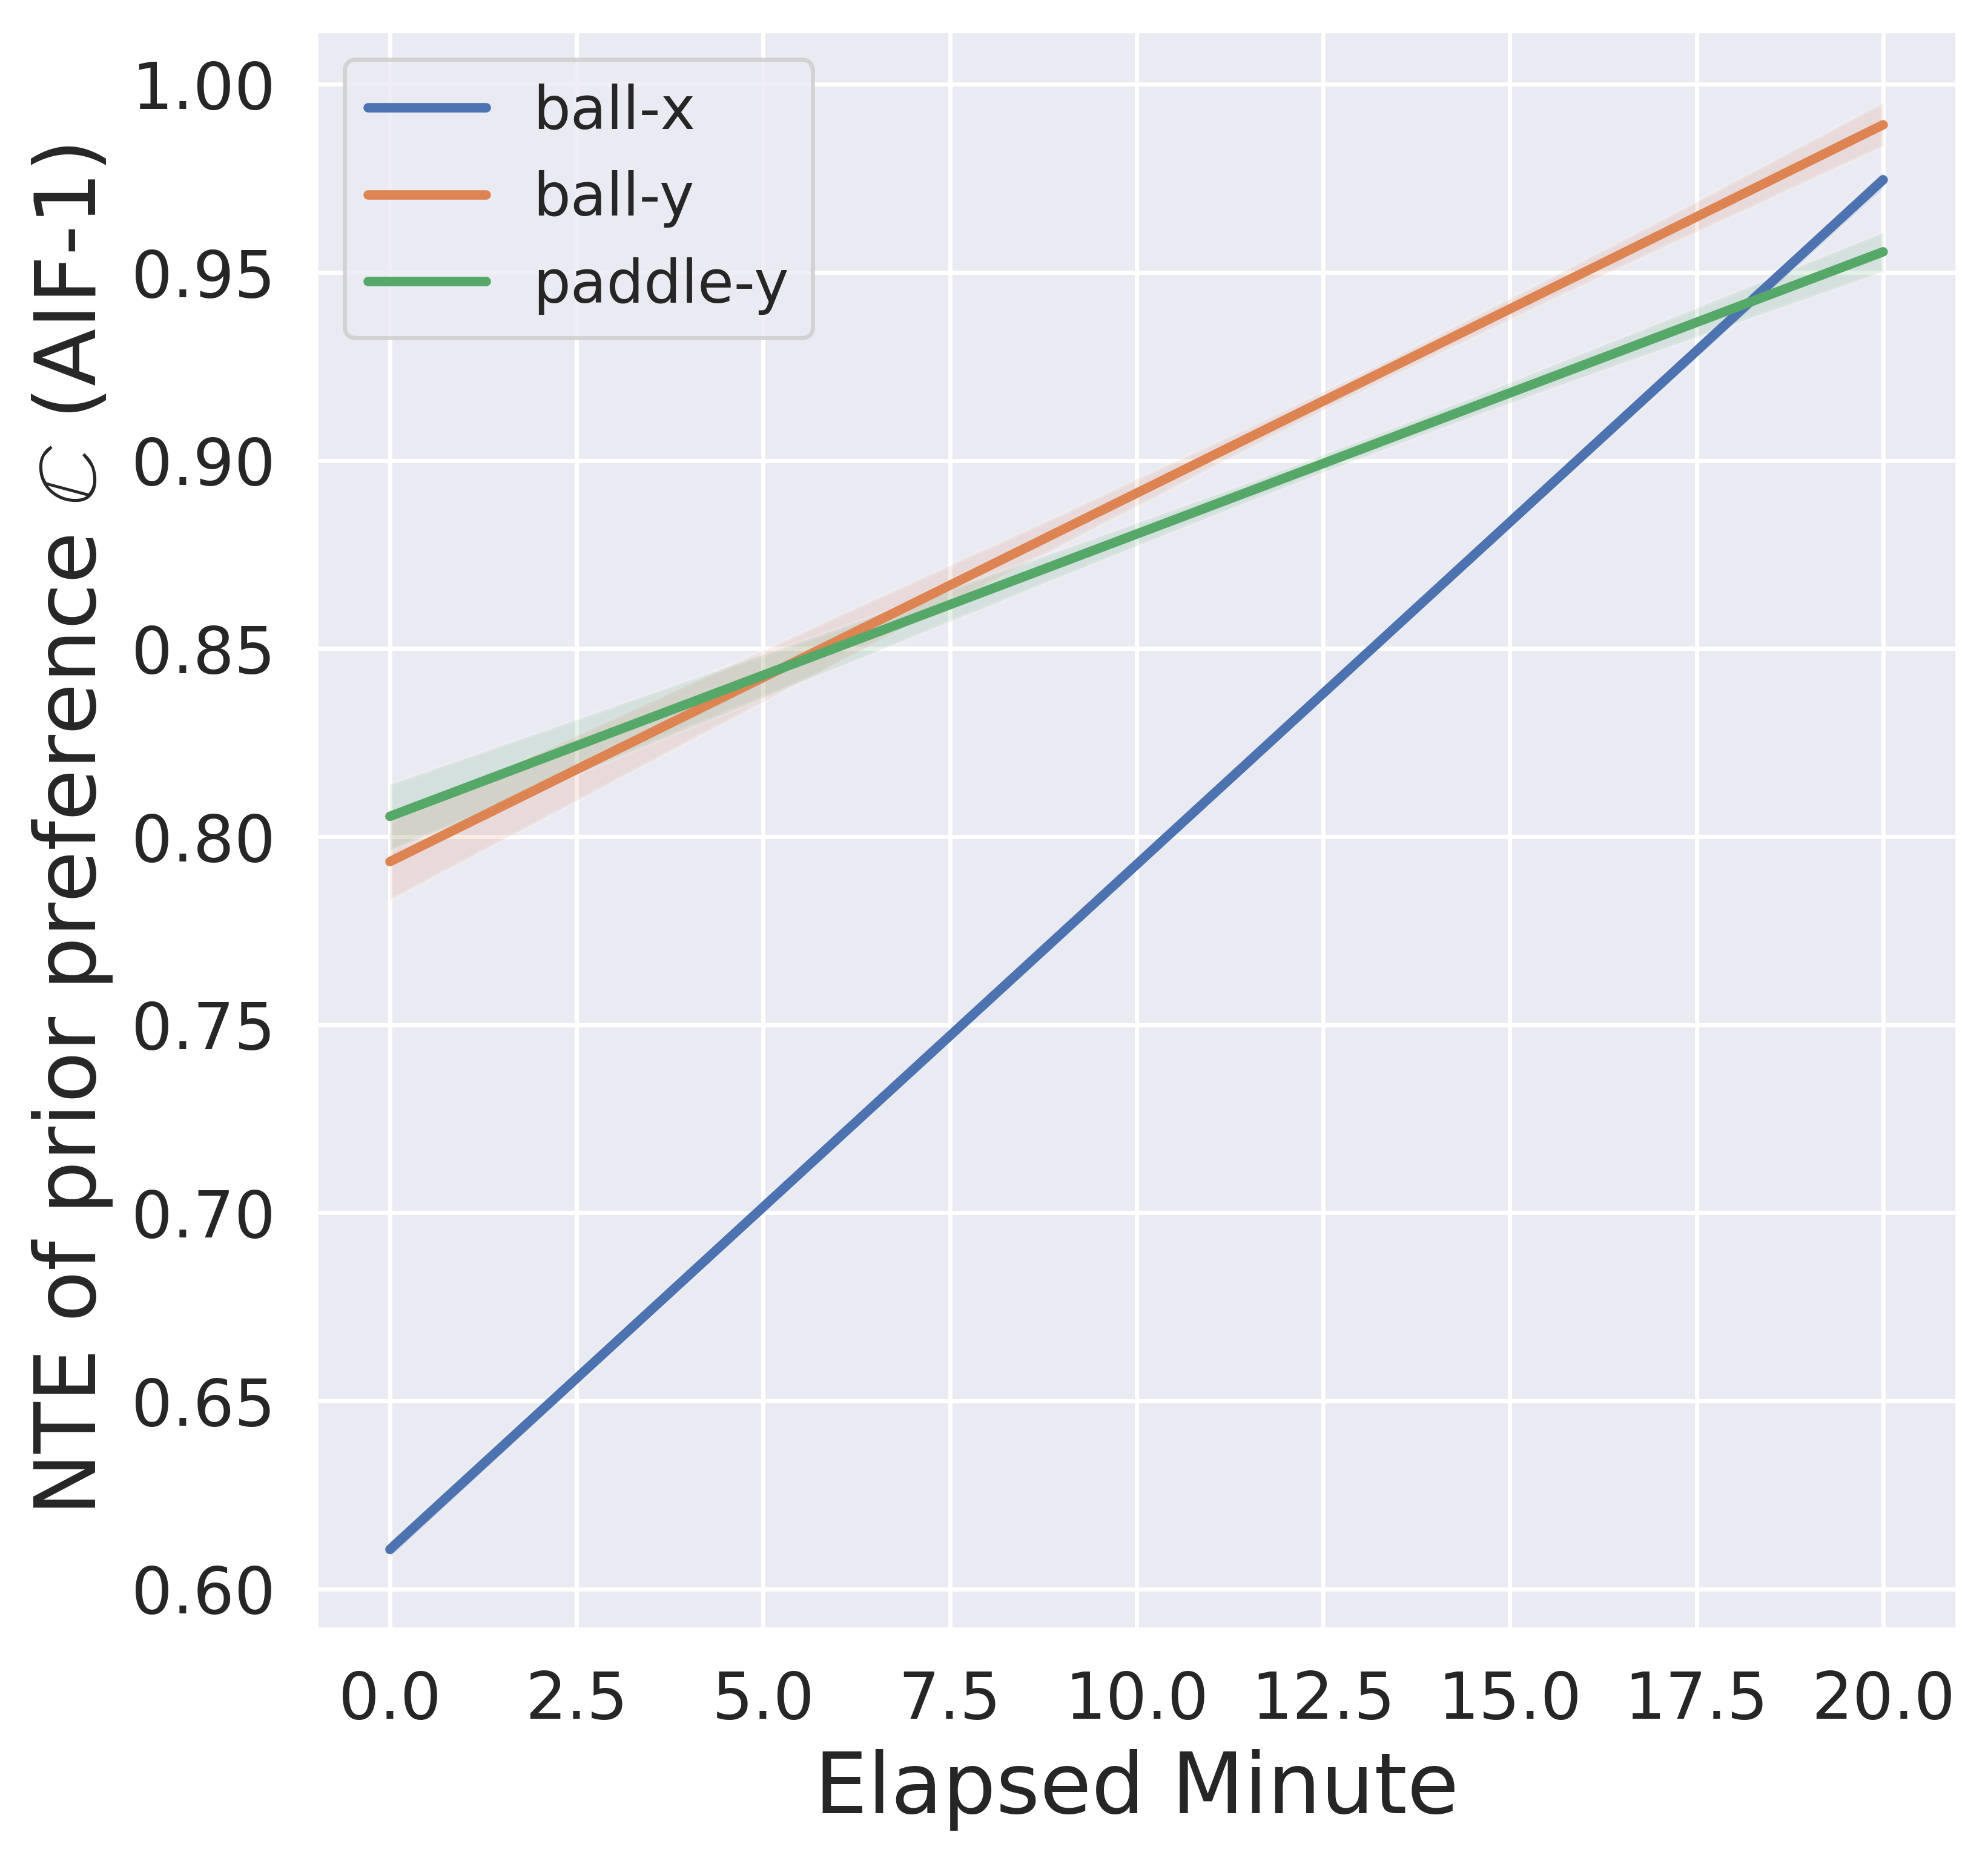 NTE of prior preference ℂ (AIF-1)
1.00
0.95
0.90
0.85
0.80
0.75
0.70
0.65
0.60
ball-x
ball-y
paddle-y
0.0 2.5 5.0 7.5 10.0 12.5 15.0 17.5 20.0
Elapsed Minute